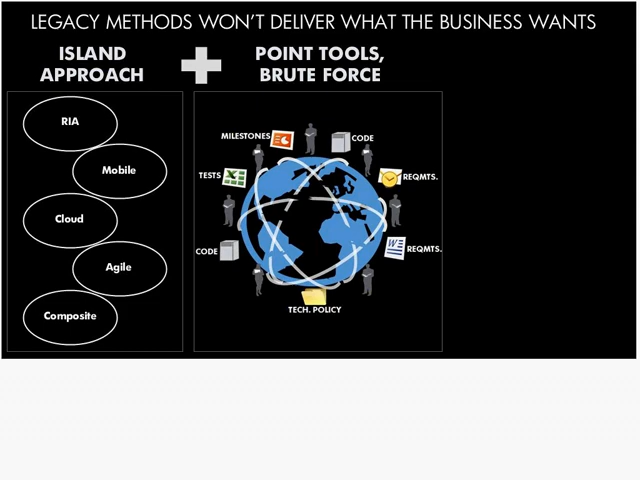 LEGACY METHODS WON'T DELIVER WHAT THE BUSINESS WANTS
ISLAND
APPROACH
POINT TOOLS,
BRUTE FORCE
RIA
Mobile
Cloud
Agile
Composite
MILESTONES
CODE
TESTS
REQMTS.
CODE
REQMTS.
TECH. POLICY